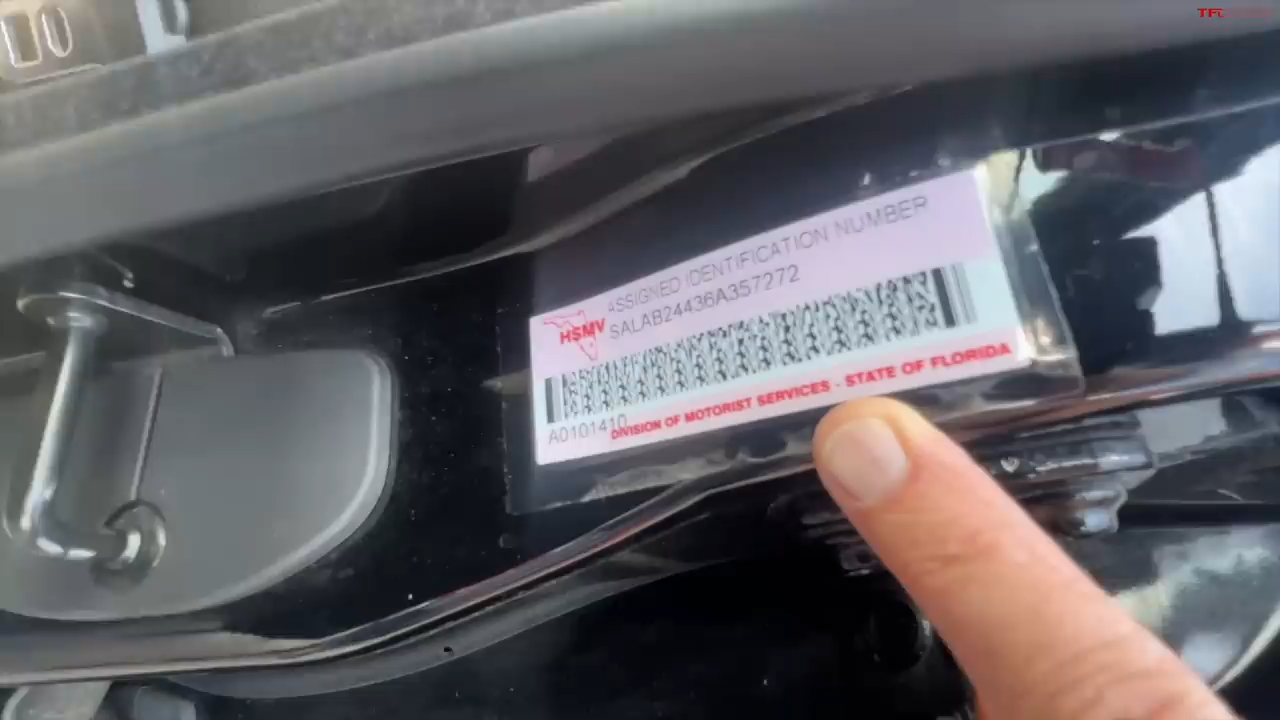 TFL
ASSIGNED IDENTIFICATION NUMBER
SALAB24436A357272
HSMV
A0101410
DIVISION OF MOTORIST SERVICES - STATE OF FLORIDA